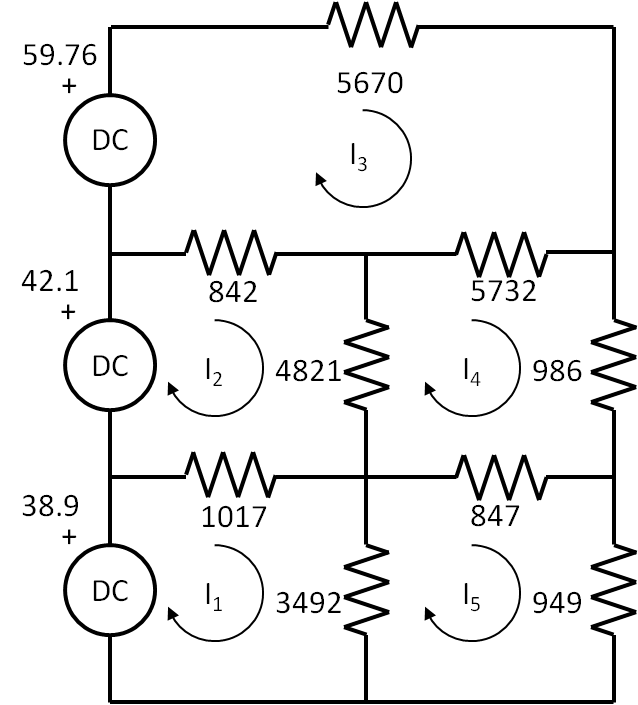 59.76
+
5670
DC
I₃
42.1
+
842
5732
DC
I₂
4821
I₄
986
38.9
+
1017
847
DC
I₁
3492
I₅
949